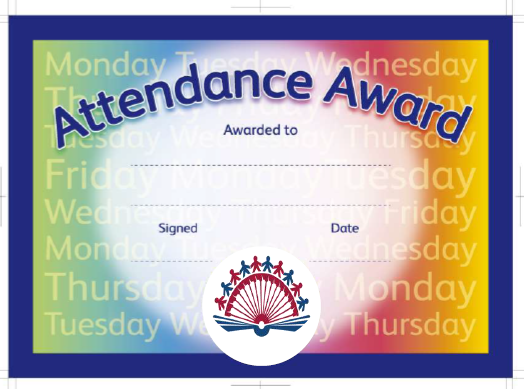 Monday Tuesday Wednesday
Attendance Award
Awarded to
Tuesday Wednesday Thursday
Friday Monday Tuesday
Wednesday Thursday Friday
Signed Date
Monday Tuesday Wednesday
Thursday Monday
Tuesday We y Thursday